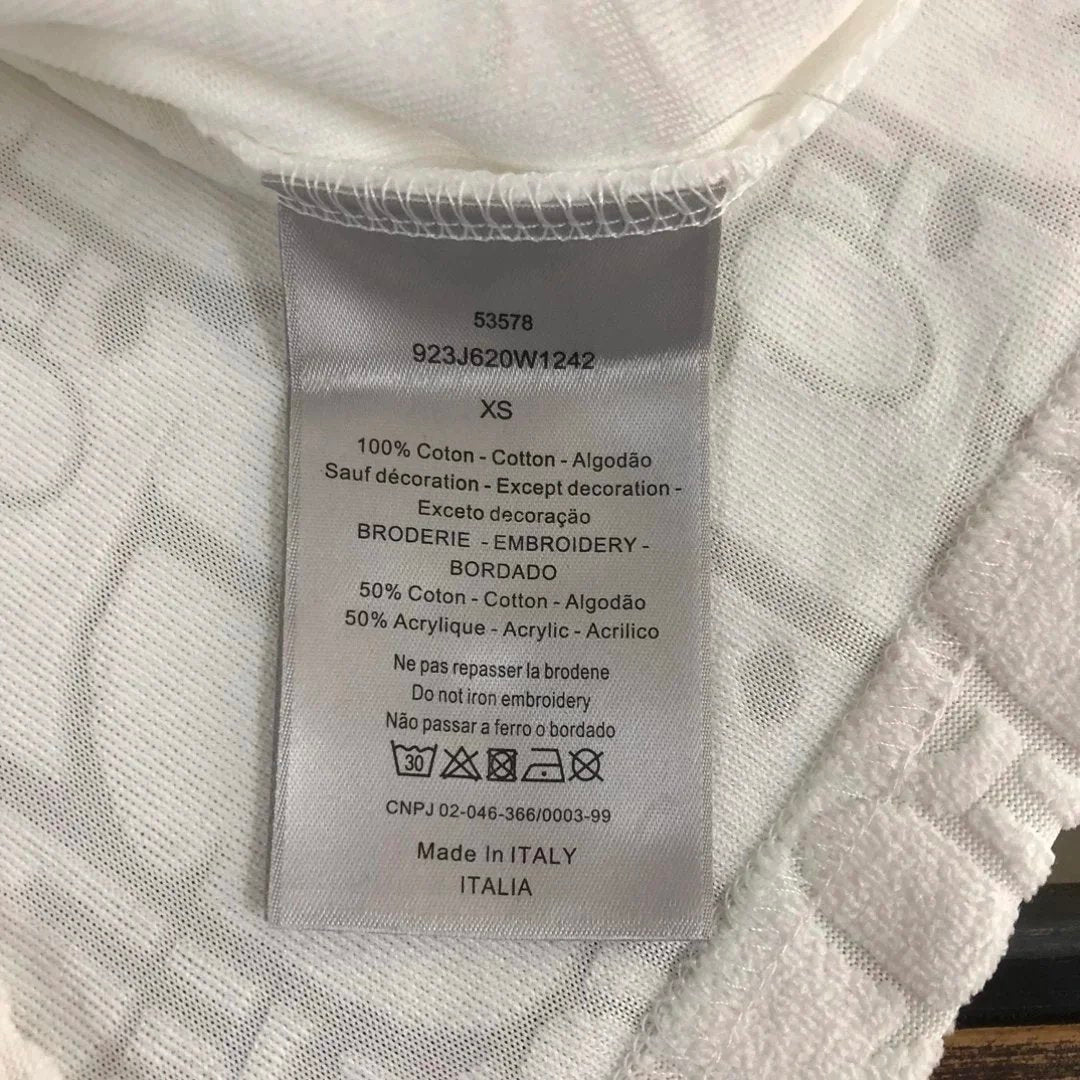 53578
923J620W1242
XS
100% Coton - Cotton - Algodão
Sauf décoration - Except decoration -
Exceto decoração
BRODERIE - EMBROIDERY -
BORDADO
50% Coton - Cotton - Algodão
50% Acrylique - Acrylic - Acrilico
Ne pas repasser la brodene
Do not iron embroidery
Não passar a ferro o bordado
30
CNPJ 02-046-366/0003-99
Made In ITALY
ITALIA